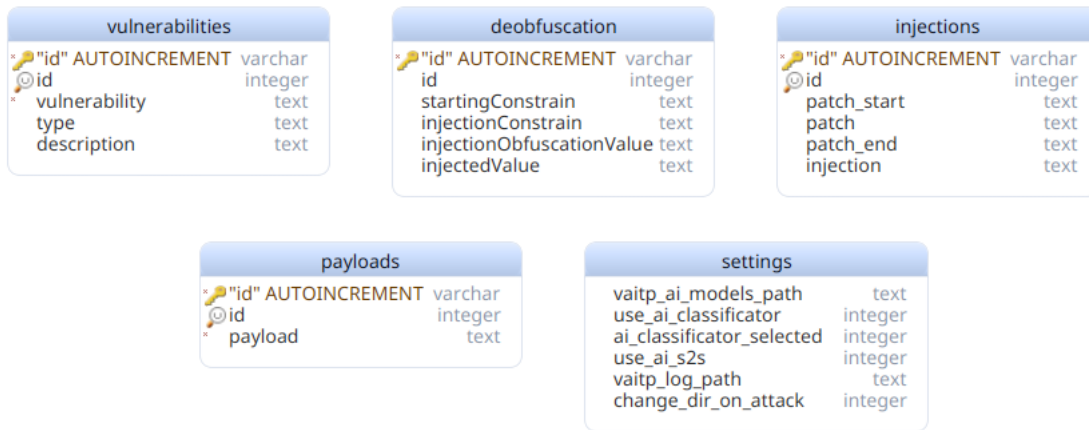 vulnerabilities
"id" AUTOINCREMENT varchar
id integer
vulnerability text
type text
description text
deobfuscation
"id" AUTOINCREMENT varchar
id integer
startingConstrain text
injectionConstrain text
injectionObfuscationValue text
injectedValue text
injections
"id" AUTOINCREMENT varchar
id integer
patch_start text
patch text
patch_end text
injection text
payloads
"id" AUTOINCREMENT varchar
id integer
payload text
settings
vaitp_ai_models_path text
use_ai_classificator integer
ai_classificator_selected integer
use_ai_s2s integer
vaitp_log_path text
change_dir_on_attack integer